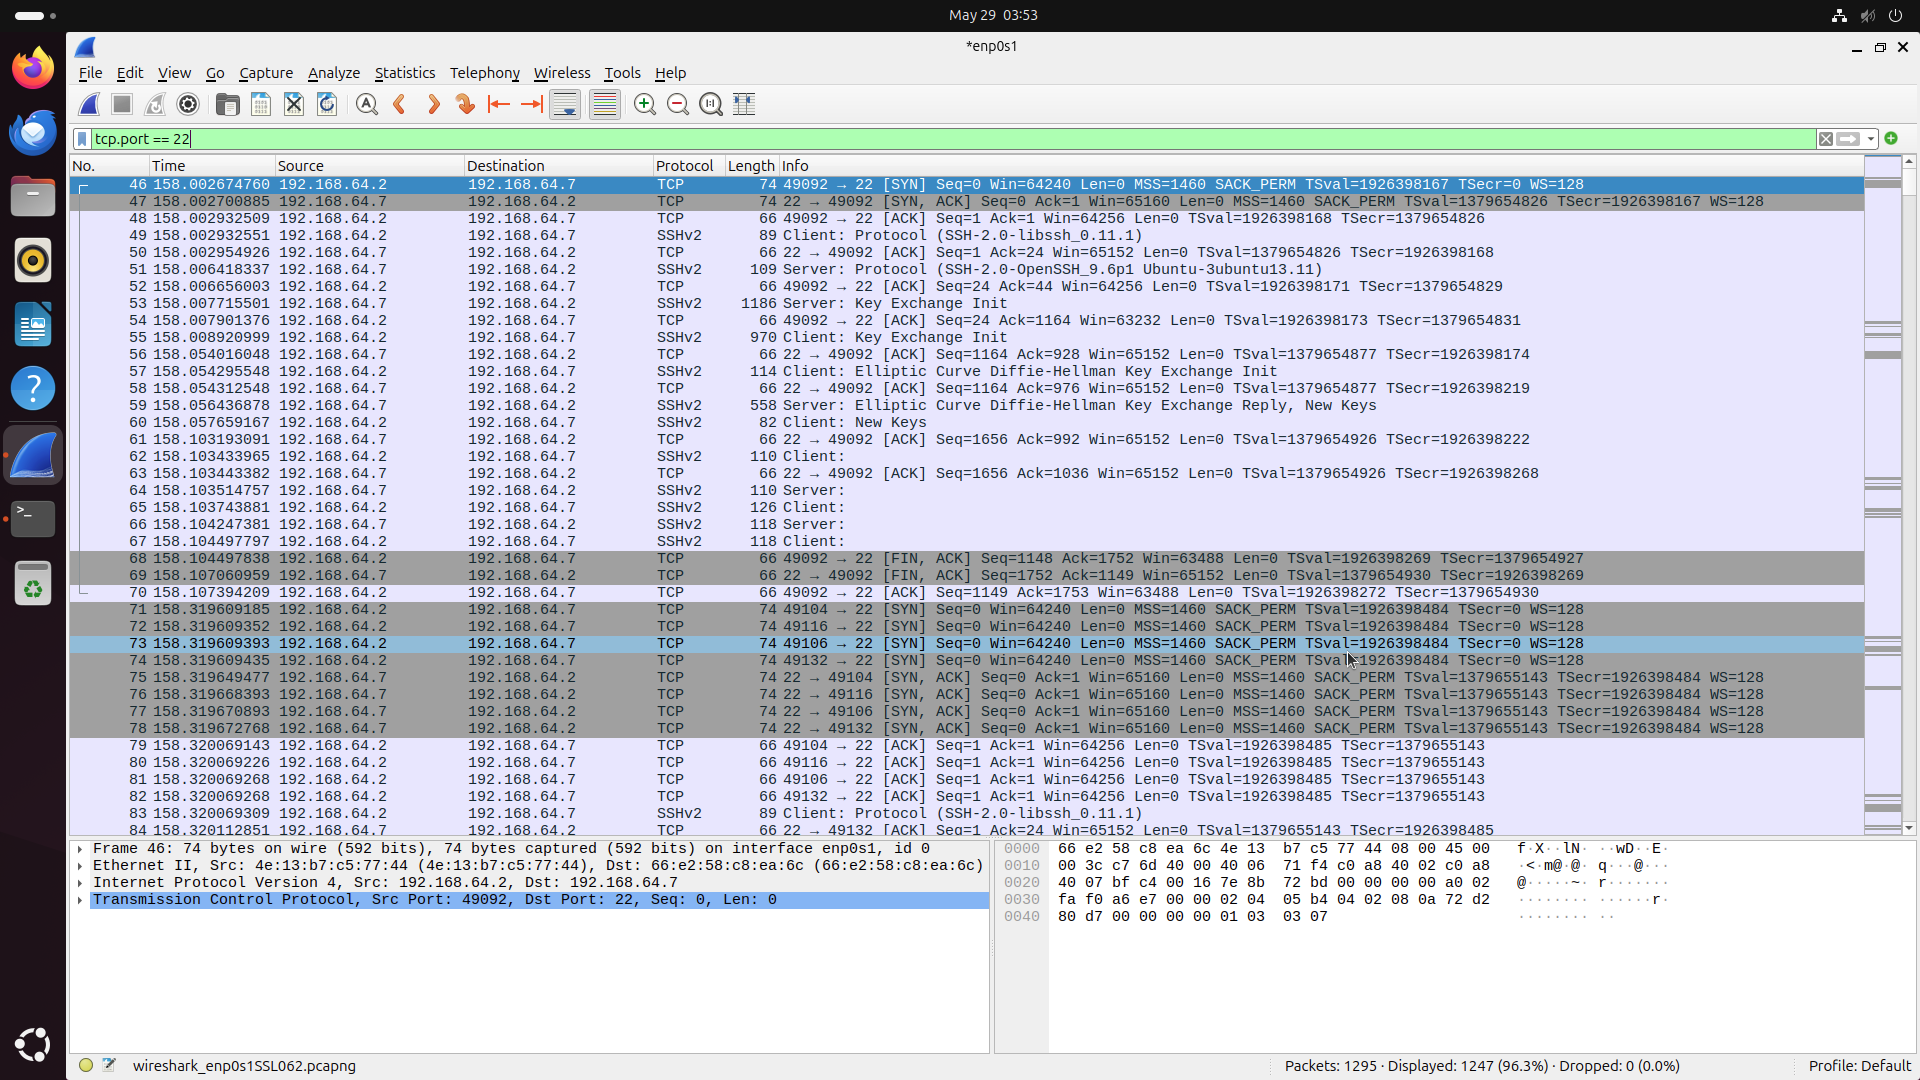 May 29 03:53
*enp0s1
File Edit View Go Capture Analyze Statistics Telephony Wireless Tools Help
tcp.port == 22
No. Time Source Destination Protocol Length Info
46 158.002674760 192.168.64.2 192.168.64.7 TCP 74 49092 → 22 [SYN] Seq=0 Win=64240 Len=0 MSS=1460 SACK_PERM TSval=1926398167 TSecr=0 WS=128
47 158.002700885 192.168.64.7 192.168.64.2 TCP 74 22 → 49092 [SYN, ACK] Seq=0 Ack=1 Win=65160 Len=0 MSS=1460 SACK_PERM TSval=1379654826 TSecr=1926398167 WS=128
48 158.002932509 192.168.64.2 192.168.64.7 TCP 66 49092 → 22 [ACK] Seq=1 Ack=1 Win=64256 Len=0 TSval=1926398168 TSecr=1379654826
49 158.002932551 192.168.64.2 192.168.64.7 SSHv2 89 Client: Protocol (SSH-2.0-libssh_0.11.1)
50 158.002954926 192.168.64.7 192.168.64.2 TCP 66 22 → 49092 [ACK] Seq=1 Ack=24 Win=65152 Len=0 TSval=1379654826 TSecr=1926398168
51 158.006418337 192.168.64.7 192.168.64.2 SSHv2 109 Server: Protocol (SSH-2.0-OpenSSH_9.6p1 Ubuntu-3ubuntu13.11)
52 158.006656003 192.168.64.2 192.168.64.7 TCP 66 49092 → 22 [ACK] Seq=24 Ack=44 Win=64256 Len=0 TSval=1926398171 TSecr=1379654829
53 158.007715501 192.168.64.7 192.168.64.2 SSHv2 1186 Server: Key Exchange Init
54 158.007901376 192.168.64.2 192.168.64.7 TCP 66 49092 → 22 [ACK] Seq=24 Ack=1164 Win=63232 Len=0 TSval=1926398173 TSecr=1379654831
55 158.008920999 192.168.64.2 192.168.64.7 SSHv2 970 Client: Key Exchange Init
56 158.054016048 192.168.64.7 192.168.64.2 TCP 66 22 → 49092 [ACK] Seq=1164 Ack=928 Win=65152 Len=0 TSval=1379654877 TSecr=1926398174
57 158.054295548 192.168.64.2 192.168.64.7 SSHv2 114 Client: Elliptic Curve Diffie-Hellman Key Exchange Init
58 158.054312548 192.168.64.7 192.168.64.2 TCP 66 22 → 49092 [ACK] Seq=1164 Ack=976 Win=65152 Len=0 TSval=1379654877 TSecr=1926398219
59 158.056436878 192.168.64.7 192.168.64.2 SSHv2 558 Server: Elliptic Curve Diffie-Hellman Key Exchange Reply, New Keys
60 158.057659167 192.168.64.2 192.168.64.7 SSHv2 82 Client: New Keys
61 158.103193091 192.168.64.7 192.168.64.2 TCP 66 22 → 49092 [ACK] Seq=1656 Ack=992 Win=65152 Len=0 TSval=1379654926 TSecr=1926398222
62 158.103433965 192.168.64.2 192.168.64.7 SSHv2 110 Client:
63 158.103443382 192.168.64.7 192.168.64.2 TCP 66 22 → 49092 [ACK] Seq=1656 Ack=1036 Win=65152 Len=0 TSval=1379654926 TSecr=1926398268
64 158.103514757 192.168.64.7 192.168.64.2 SSHv2 110 Server:
65 158.103743881 192.168.64.2 192.168.64.7 SSHv2 126 Client:
66 158.104247381 192.168.64.7 192.168.64.2 SSHv2 118 Server:
67 158.104497797 192.168.64.2 192.168.64.7 SSHv2 118 Client:
68 158.104497838 192.168.64.2 192.168.64.7 TCP 66 49092 → 22 [FIN, ACK] Seq=1148 Ack=1752 Win=63488 Len=0 TSval=1926398269 TSecr=1379654927
69 158.107060959 192.168.64.7 192.168.64.2 TCP 66 22 → 49092 [FIN, ACK] Seq=1752 Ack=1149 Win=65152 Len=0 TSval=1379654930 TSecr=1926398269
70 158.107394209 192.168.64.2 192.168.64.7 TCP 66 49092 → 22 [ACK] Seq=1149 Ack=1753 Win=63488 Len=0 TSval=1926398272 TSecr=1379654930
71 158.319609185 192.168.64.2 192.168.64.7 TCP 74 49104 → 22 [SYN] Seq=0 Win=64240 Len=0 MSS=1460 SACK_PERM TSval=1926398484 TSecr=0 WS=128
72 158.319609352 192.168.64.2 192.168.64.7 TCP 74 49116 → 22 [SYN] Seq=0 Win=64240 Len=0 MSS=1460 SACK_PERM TSval=1926398484 TSecr=0 WS=128
73 158.319609393 192.168.64.2 192.168.64.7 TCP 74 49106 → 22 [SYN] Seq=0 Win=64240 Len=0 MSS=1460 SACK_PERM TSval=1926398484 TSecr=0 WS=128
74 158.319609435 192.168.64.2 192.168.64.7 TCP 74 49132 → 22 [SYN] Seq=0 Win=64240 Len=0 MSS=1460 SACK_PERM TSval=1926398484 TSecr=0 WS=128
75 158.319649477 192.168.64.7 192.168.64.2 TCP 74 22 → 49104 [SYN, ACK] Seq=0 Ack=1 Win=65160 Len=0 MSS=1460 SACK_PERM TSval=1379655143 TSecr=1926398484 WS=128
76 158.319668393 192.168.64.7 192.168.64.2 TCP 74 22 → 49116 [SYN, ACK] Seq=0 Ack=1 Win=65160 Len=0 MSS=1460 SACK_PERM TSval=1379655143 TSecr=1926398484 WS=128
77 158.319670893 192.168.64.7 192.168.64.2 TCP 74 22 → 49106 [SYN, ACK] Seq=0 Ack=1 Win=65160 Len=0 MSS=1460 SACK_PERM TSval=1379655143 TSecr=1926398484 WS=128
78 158.319672768 192.168.64.7 192.168.64.2 TCP 74 22 → 49132 [SYN, ACK] Seq=0 Ack=1 Win=65160 Len=0 MSS=1460 SACK_PERM TSval=1379655143 TSecr=1926398484 WS=128
79 158.320069143 192.168.64.2 192.168.64.7 TCP 66 49104 → 22 [ACK] Seq=1 Ack=1 Win=64256 Len=0 TSval=1926398485 TSecr=1379655143
80 158.320069226 192.168.64.2 192.168.64.7 TCP 66 49116 → 22 [ACK] Seq=1 Ack=1 Win=64256 Len=0 TSval=1926398485 TSecr=1379655143
81 158.320069268 192.168.64.2 192.168.64.7 TCP 66 49106 → 22 [ACK] Seq=1 Ack=1 Win=64256 Len=0 TSval=1926398485 TSecr=1379655143
82 158.320069268 192.168.64.2 192.168.64.7 TCP 66 49132 → 22 [ACK] Seq=1 Ack=1 Win=64256 Len=0 TSval=1926398485 TSecr=1379655143
83 158.320069309 192.168.64.2 192.168.64.7 SSHv2 89 Client: Protocol (SSH-2.0-libssh_0.11.1)
84 158.320112851 192.168.64.7 192.168.64.2 TCP 66 22 → 49132 [ACK] Seq=1 Ack=24 Win=65152 Len=0 TSval=1379655143 TSecr=1926398485
Frame 46: 74 bytes on wire (592 bits), 74 bytes captured (592 bits) on interface enp0s1, id 0
Ethernet II, Src: 4e:13:b7:c5:77:44 (4e:13:b7:c5:77:44), Dst: 66:e2:58:c8:ea:6c (66:e2:58:c8:ea:6c)
Internet Protocol Version 4, Src: 192.168.64.2, Dst: 192.168.64.7
Transmission Control Protocol, Src Port: 49092, Dst Port: 22, Seq: 0, Len: 0
0000 66 e2 58 c8 ea 6c 4e 13 b7 c5 77 44 08 00 45 00 f·X··lN· ··wD··E·
0010 00 3c c7 6d 40 00 40 06 71 f4 c0 a8 40 02 c0 a8 ·<·m@·@· q···@···
0020 40 07 bf c4 00 16 7e 8b 72 bd 00 00 00 00 a0 02 @·····~· r·······
0030 fa f0 a6 e7 00 00 02 04 05 b4 04 02 08 0a 72 d2 ········ ······r·
0040 80 d7 00 00 00 00 01 03 03 07 ········ ··
wireshark_enp0s1SSL062.pcapng
Packets: 1295 · Displayed: 1247 (96.3%) · Dropped: 0 (0.0%)
Profile: Default